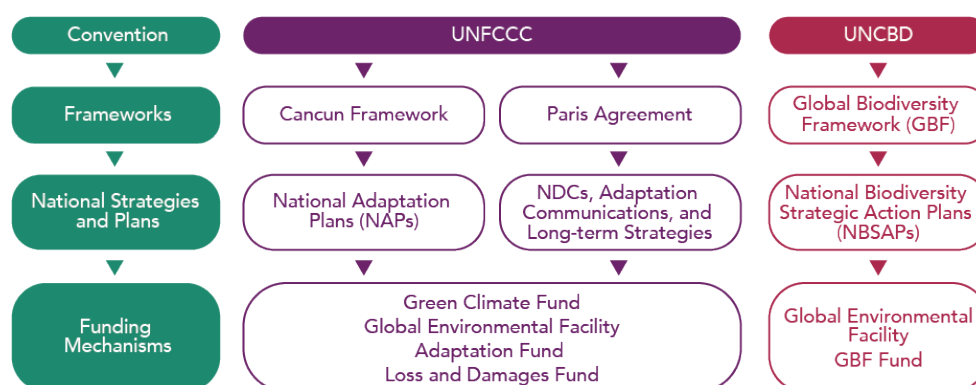 Convention
UNFCCC
UNCBD
Frameworks
Cancun Framework
Paris Agreement
Global Biodiversity
Framework (GBF)
National Strategies
and Plans
National Adaptation
Plans (NAPs)
NDCs, Adaptation
Communications, and
Long-term Strategies
National Biodiversity
Strategic Action Plans
(NBSAPs)
Funding
Mechanisms
Green Climate Fund
Global Environmental Facility
Adaptation Fund
Loss and Damages Fund
Global Environmental
Facility
GBF Fund